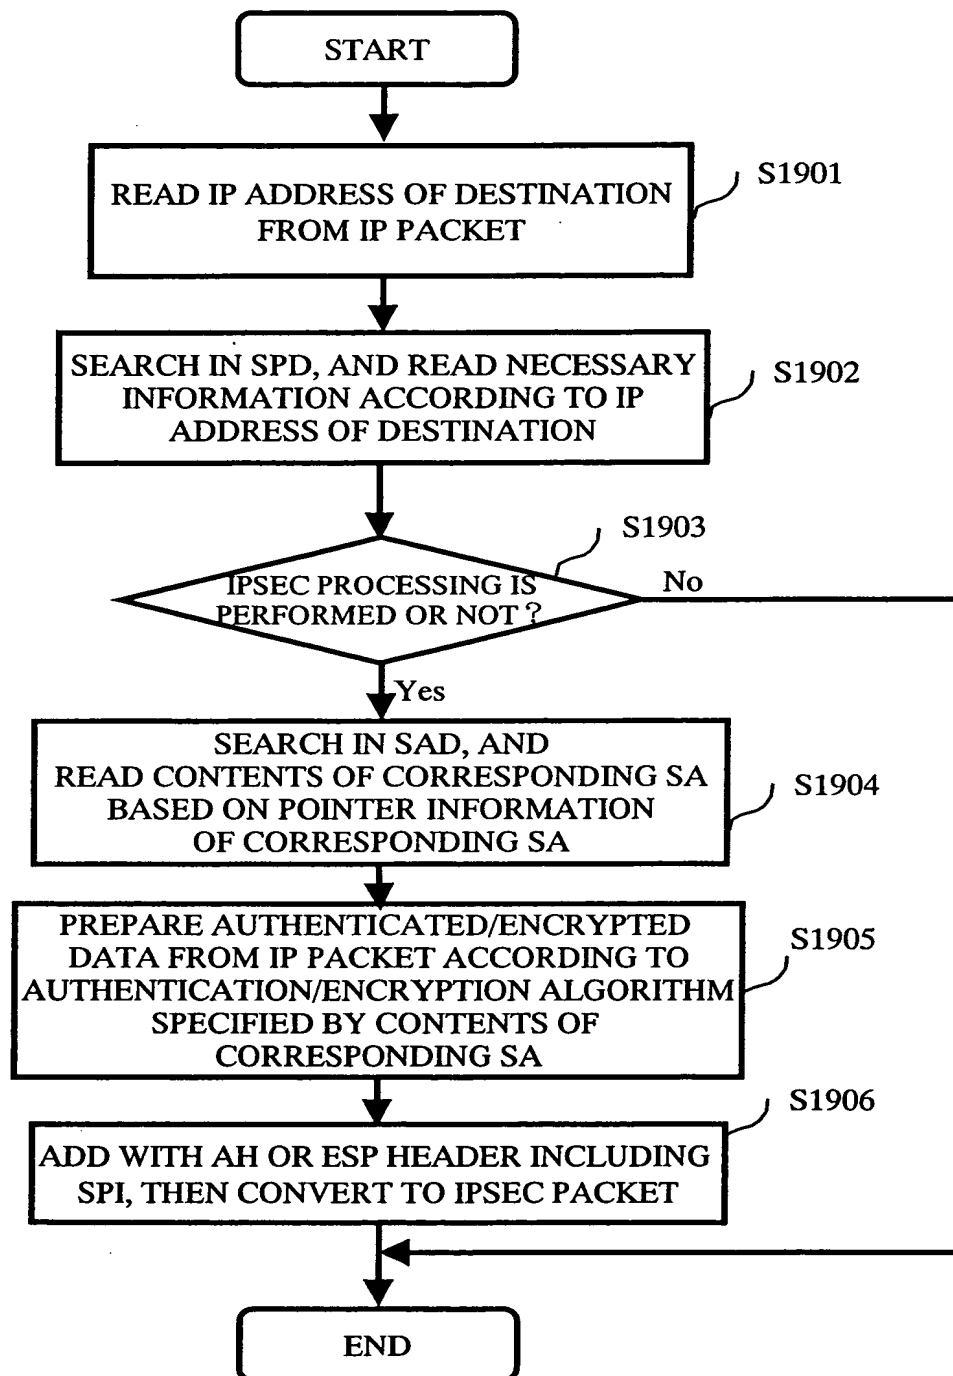 START
READ IP ADDRESS OF DESTINATION
FROM IP PACKET
S1901
SEARCH IN SPD, AND READ NECESSARY
INFORMATION ACCORDING TO IP
ADDRESS OF DESTINATION
S1902
S1903
IPSEC PROCESSING IS
PERFORMED OR NOT?
No
Yes
SEARCH IN SAD, AND
READ CONTENTS OF CORRESPONDING SA
BASED ON POINTER INFORMATION
OF CORRESPONDING SA
S1904
PREPARE AUTHENTICATED/ENCRYPTED
DATA FROM IP PACKET ACCORDING TO
AUTHENTICATION/ENCRYPTION ALGORITHM
SPECIFIED BY CONTENTS OF
CORRESPONDING SA
S1905
S1906
ADD WITH AH OR ESP HEADER INCLUDING
SPI, THEN CONVERT TO IPSEC PACKET
END